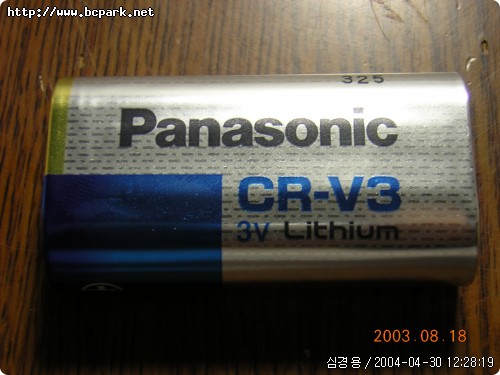 http://www.bcpark.net
325
Panasonic
CR-V3
3V Lithium
2003.08.18
심경용 / 2004-04-30 12:28:19